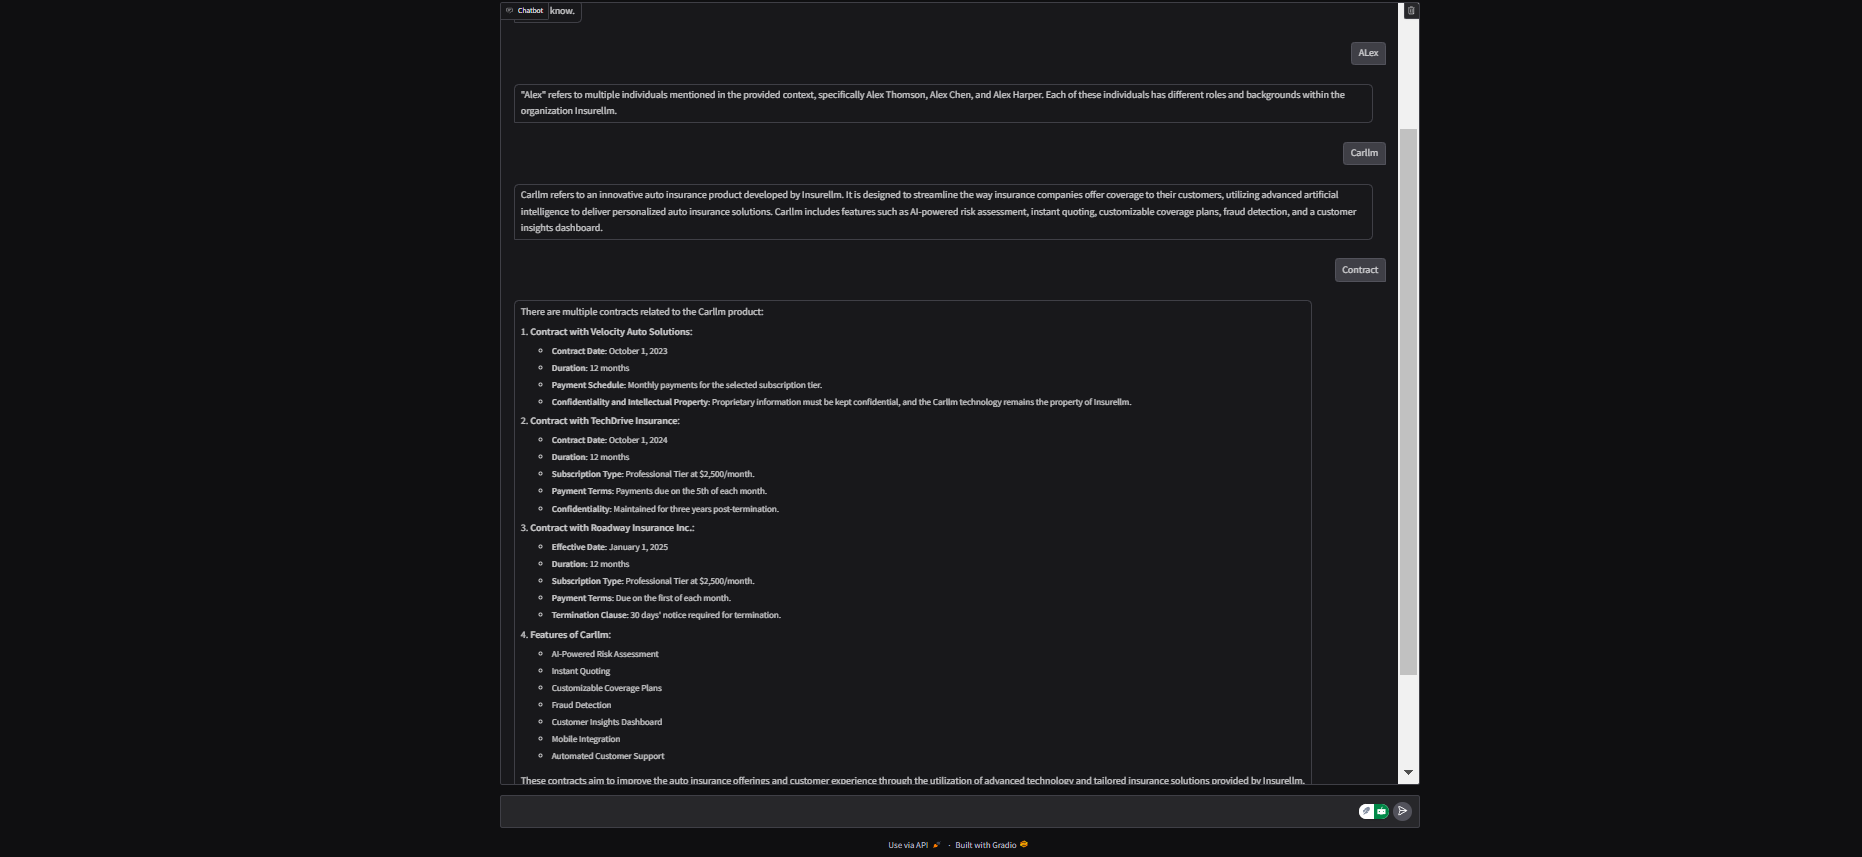 Chatbot
know.
ALex
"Alex" refers to multiple individuals mentioned in the provided context, specifically Alex Thomson, Alex Chen, and Alex Harper. Each of these individuals has different roles and backgrounds within the
organization Insurellm.
Carllm
Carllm refers to an innovative auto insurance product developed by Insurellm. It is designed to streamline the way insurance companies offer coverage to their customers, utilizing advanced artificial
intelligence to deliver personalized auto insurance solutions. Carllm includes features such as AI-powered risk assessment, instant quoting, customizable coverage plans, fraud detection, and a customer
insights dashboard.
Contract
There are multiple contracts related to the Carllm product:
1. Contract with Velocity Auto Solutions:
Contract Date: October 1, 2023
Duration: 12 months
Payment Schedule: Monthly payments for the selected subscription tier.
Confidentiality and Intellectual Property: Proprietary information must be kept confidential, and the Carllm technology remains the property of Insurellm.
2. Contract with TechDrive Insurance:
Contract Date: October 1, 2024
Duration: 12 months
Subscription Type: Professional Tier at $2,500/month.
Payment Terms: Payments due on the 5th of each month.
Confidentiality: Maintained for three years post-termination.
3. Contract with Roadway Insurance Inc.:
Effective Date: January 1, 2025
Duration: 12 months
Subscription Type: Professional Tier at $2,500/month.
Payment Terms: Due on the first of each month.
Termination Clause: 30 days' notice required for termination.
4. Features of Carllm:
AI-Powered Risk Assessment
Instant Quoting
Customizable Coverage Plans
Fraud Detection
Customer Insights Dashboard
Mobile Integration
Automated Customer Support
These contracts aim to improve the auto insurance offerings and customer experience through the utilization of advanced technology and tailored insurance solutions provided by Insurellm.
Use via API · Built with Gradio